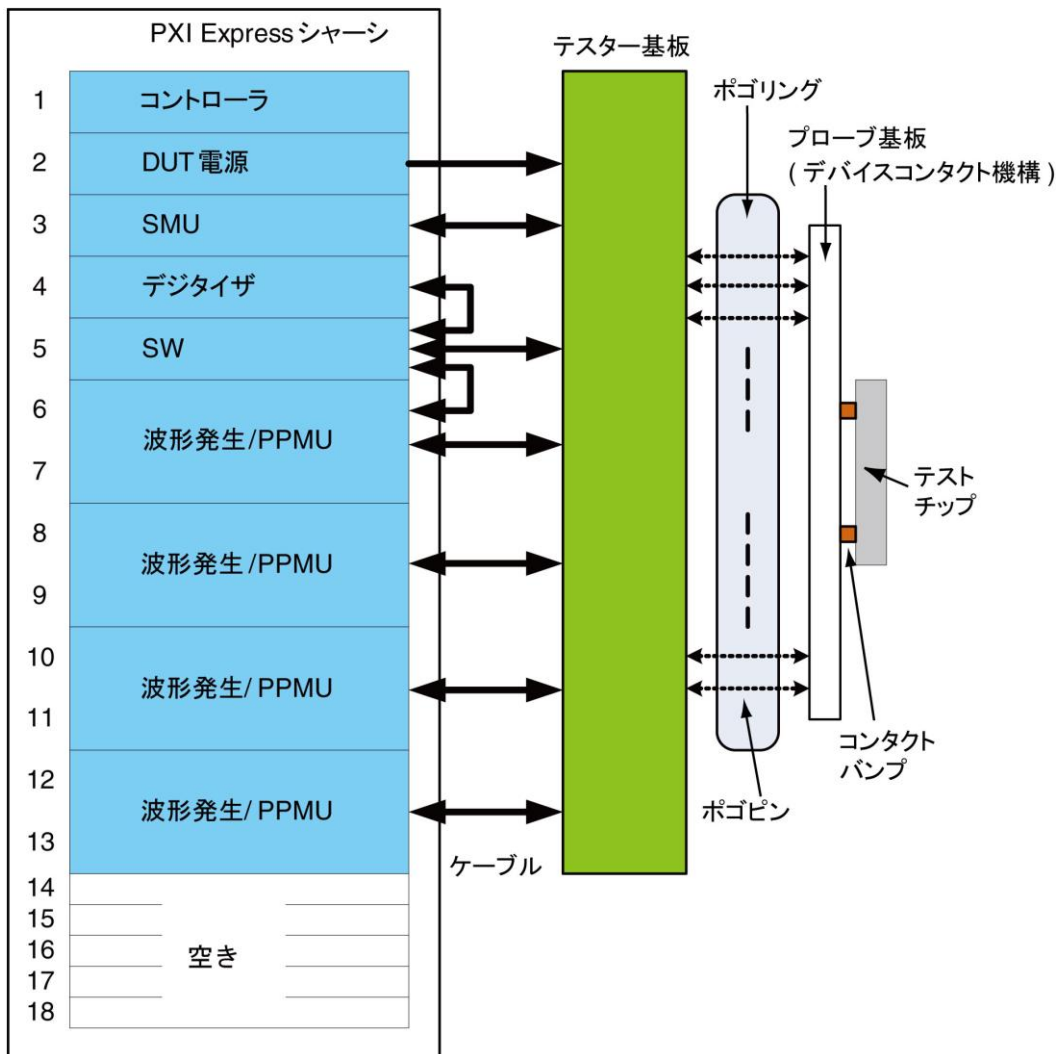 PXI Expressシャーシ
1
コントローラ
2
DUT電源
3
SMU
4
デジタイザ
5
SW
6
波形発生/PPMU
7
8
波形発生/PPMU
9
10
波形発生/PPMU
11
12
波形発生/PPMU
13
14
15
16
空き
17
18
ケーブル
テスター基板
ポゴリング
プローブ基板
(デバイスコンタクト機構)
テスト
チップ
コンタクト
バンプ
ポゴピン